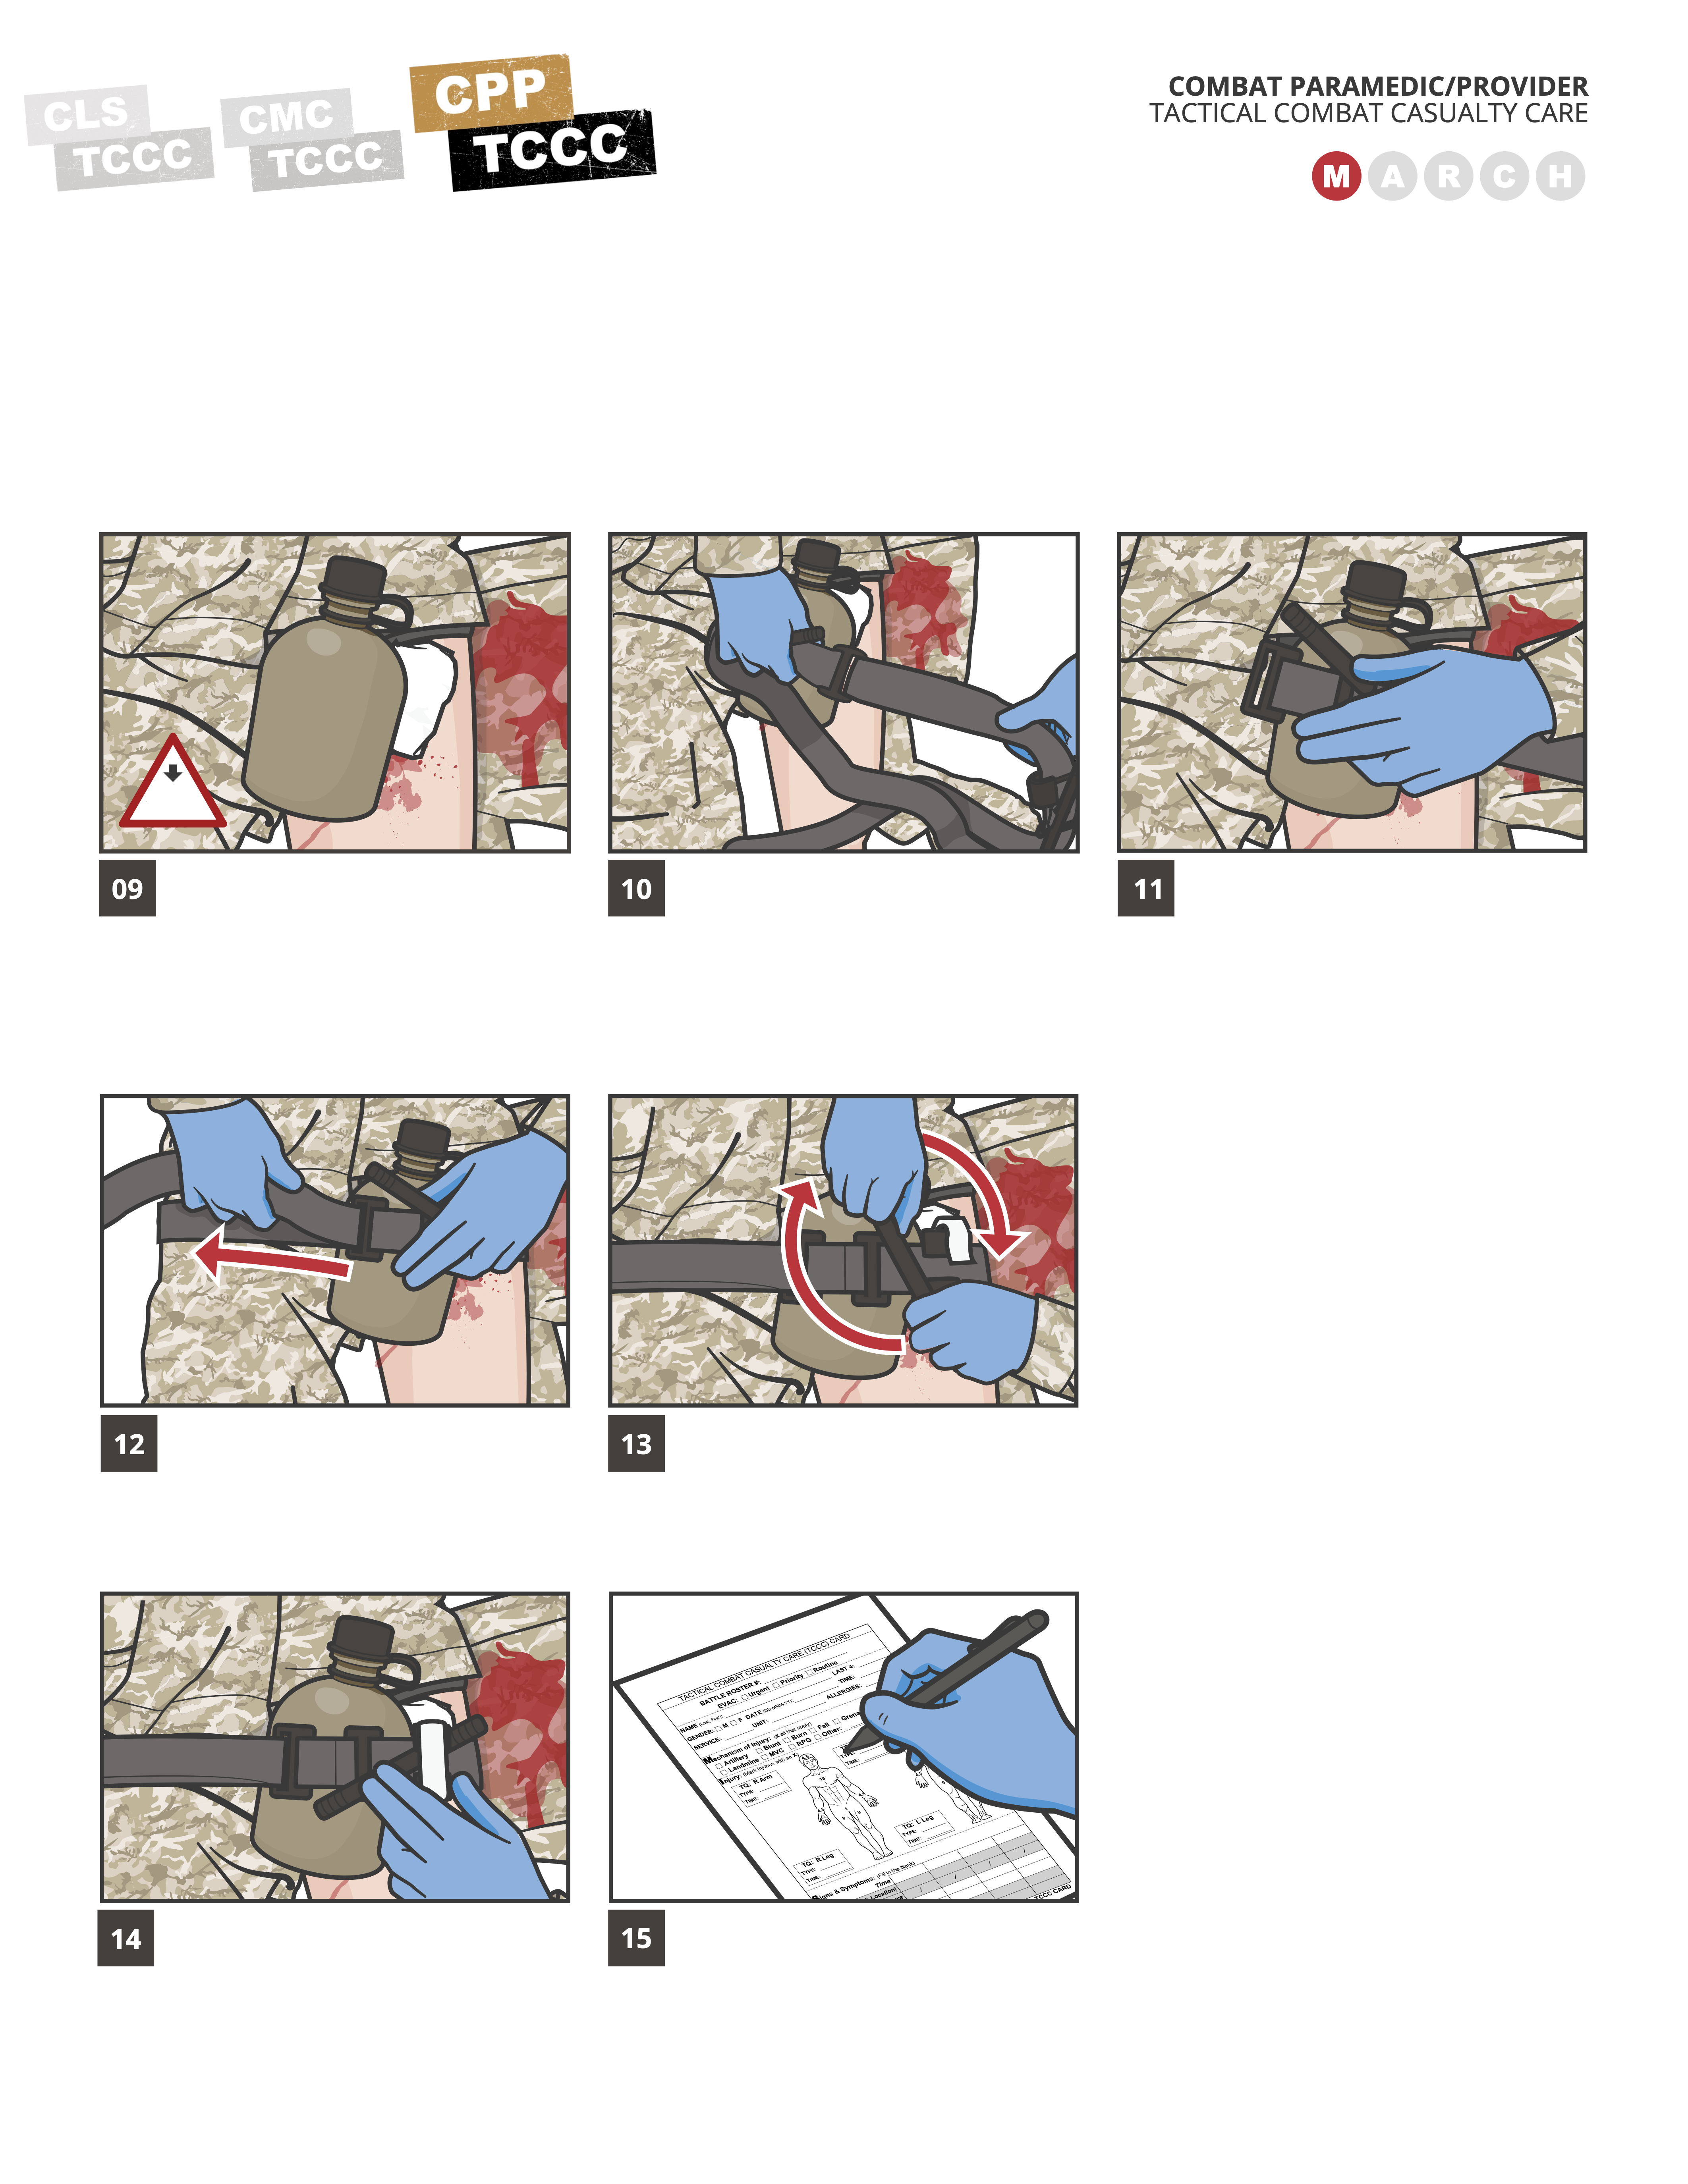 CLS
TCCC
CMC
TCCC
CPP
TCCC
COMBAT PARAMEDIC/PROVIDER
TACTICAL COMBAT CASUALTY CARE
M A R C H
09
10
11
12
13
14
15
TACTICAL COMBAT CASUALTY CARE (TCCC) CARD
BATTLE ROSTER #:
EVAC: Urgent Priority Routine
NAME (Last, First): LAST 4:
GENDER: M F DATE (DD-MMM-YY): TIME:
SERVICE: UNIT: ALLERGIES:
Mechanism of Injury: (X all that apply)
Artillery Blunt Burn Fall
Landmine MVC RPG Other:
Injury: (Mark injuries with an X)
TQ: R Arm
TYPE:
TIME:
TIME:
TQ: L Leg
TYPE:
TIME:
TQ: R Leg
TYPE:
TIME:
Signs & Symptoms: (Fill in the blank)
Time
TCCC CARD